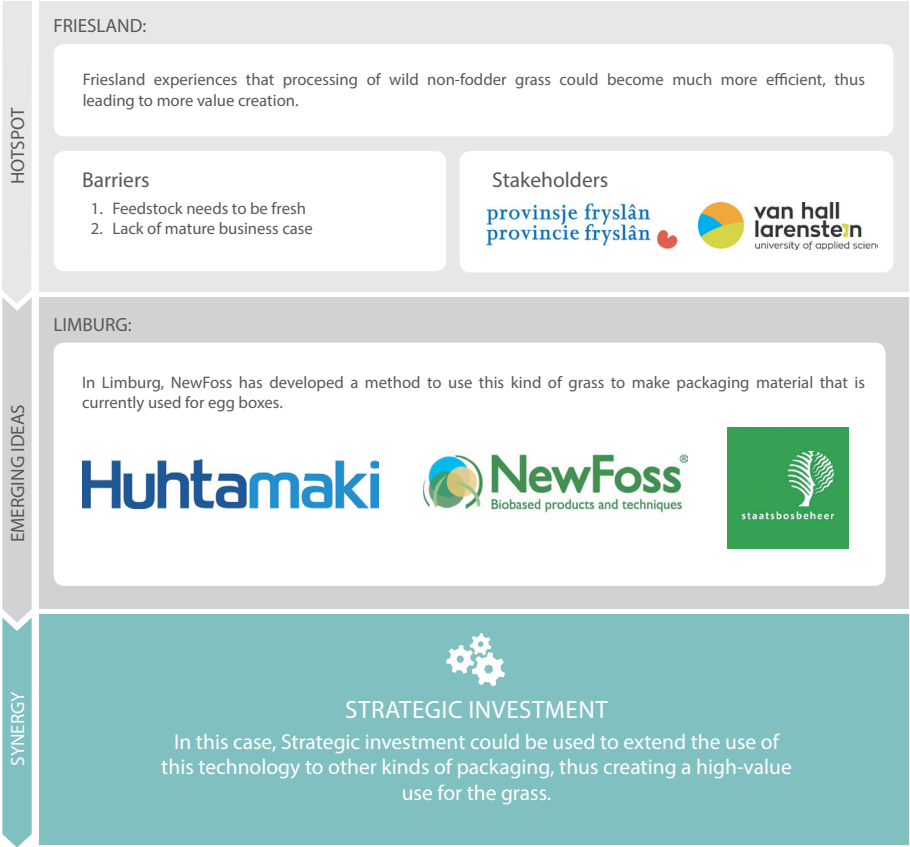 HOTSPOT
FRIESLAND:
Friesland experiences that processing of wild non-fodder grass could become much more efficient, thus
leading to more value creation.
Barriers
1. Feedstock needs to be fresh
2. Lack of mature business case
Stakeholders
provinsje fryslân
provincie fryslân
van hall
larenstein
university of applied scien
EMERGING IDEAS
LIMBURG:
In Limburg, NewFoss has developed a method to use this kind of grass to make packaging material that is
currently used for egg boxes.
Huhtamaki
NewFoss®
Biobased products and techniques
staatsbosbeheer
SYNERGY
STRATEGIC INVESTMENT
In this case, Strategic investment could be used to extend the use of
this technology to other kinds of packaging, thus creating a high-value
use for the grass.